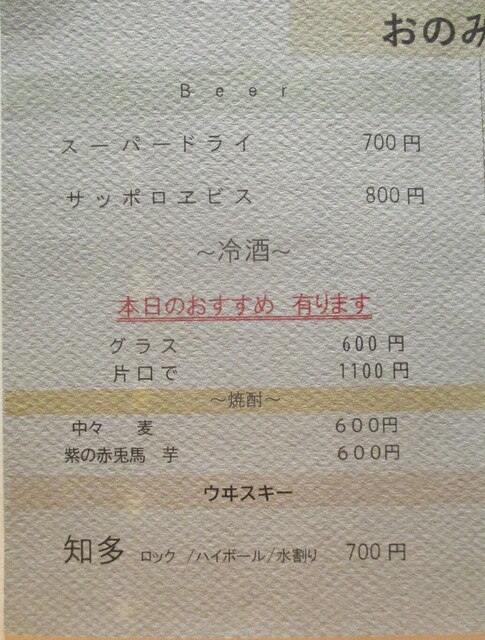 おのみ
Beer
スーパードライ 700円
サッポロヱビス 800円
～冷酒～
本日のおすすめ 有ります
グラス 600円
片口で 1100円
～焼酎～
中々 麦 600円
紫の赤兎馬 芋 600円
ウヰスキー
知多 ロック /ハイボール/水割り 700円